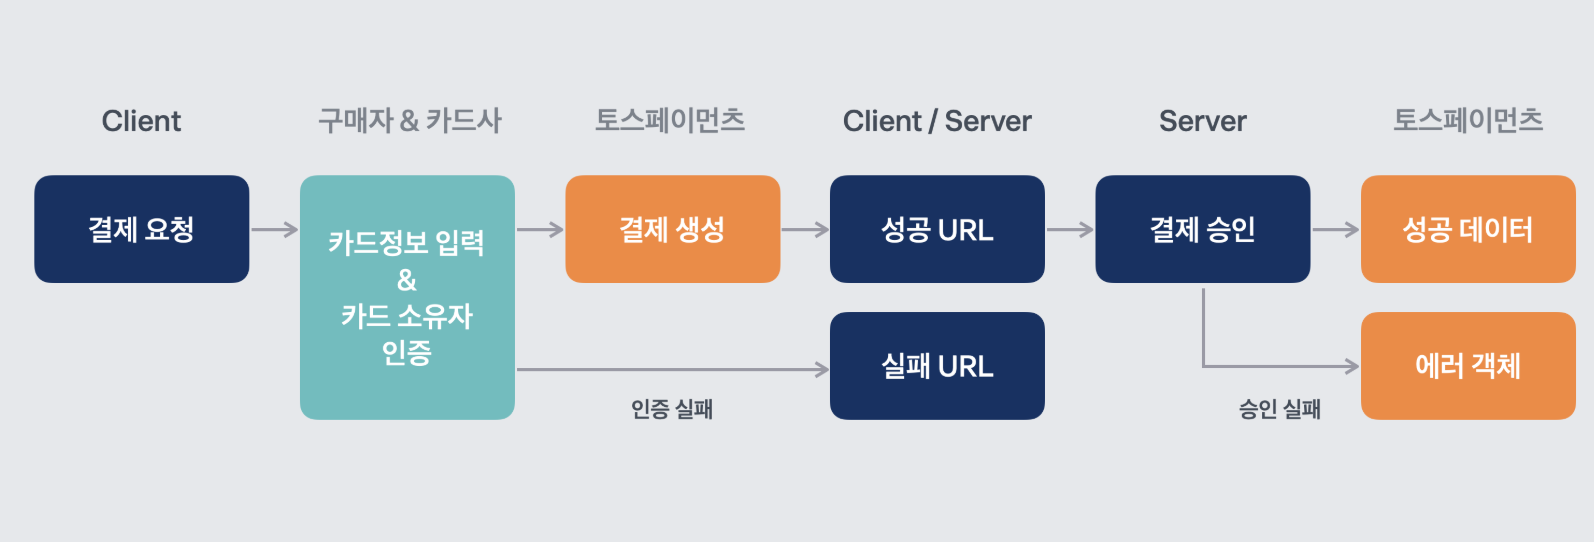 Client
구매자 & 카드사
토스페이먼츠
Client / Server
Server
토스페이먼츠
결제 요청
카드정보 입력
&
카드 소유자
인증
결제 생성
성공 URL
결제 승인
성공 데이터
실패 URL
에러 객체
인증 실패
승인 실패